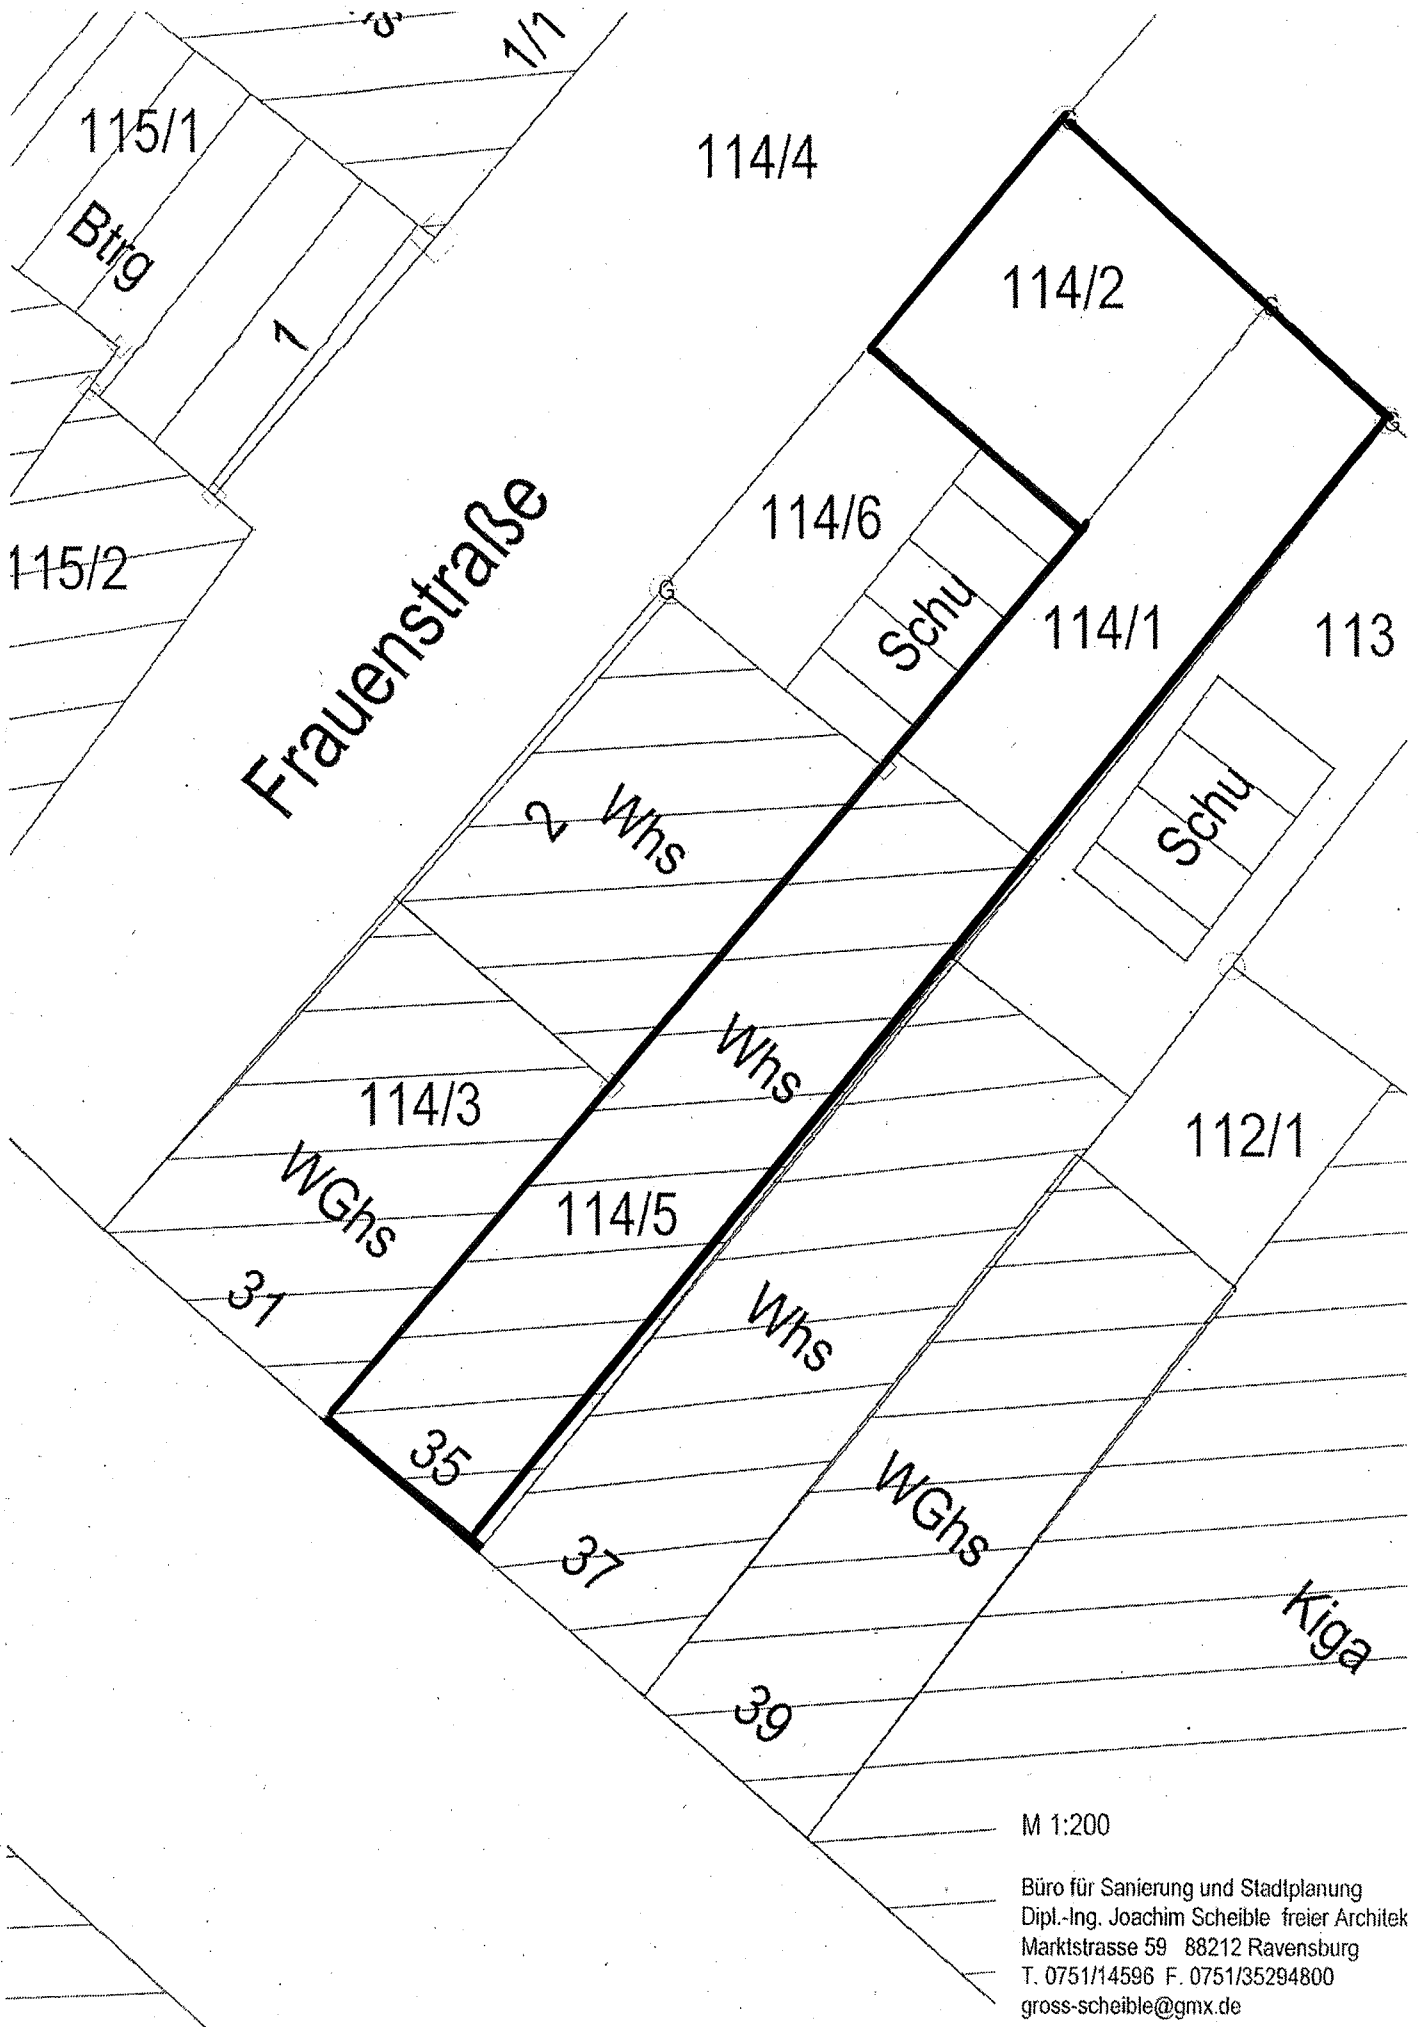 1/1
115/1
114/4
Btrg
114/2
1
114/6
115/2
Frauenstraße
Schu
114/1
113
2
Whs
Schu
Whs
114/3
112/1
WGhs
114/5
31
Whs
35
WGhs
37
Kiga
39
M 1:200
Büro für Sanierung und Stadtplanung
Dipl.-Ing. Joachim Scheible freier Architek
Marktstrasse 59 88212 Ravensburg
T. 0751/14596 F. 0751/35294800
gross-scheible@gmx.de
G
G
G
G